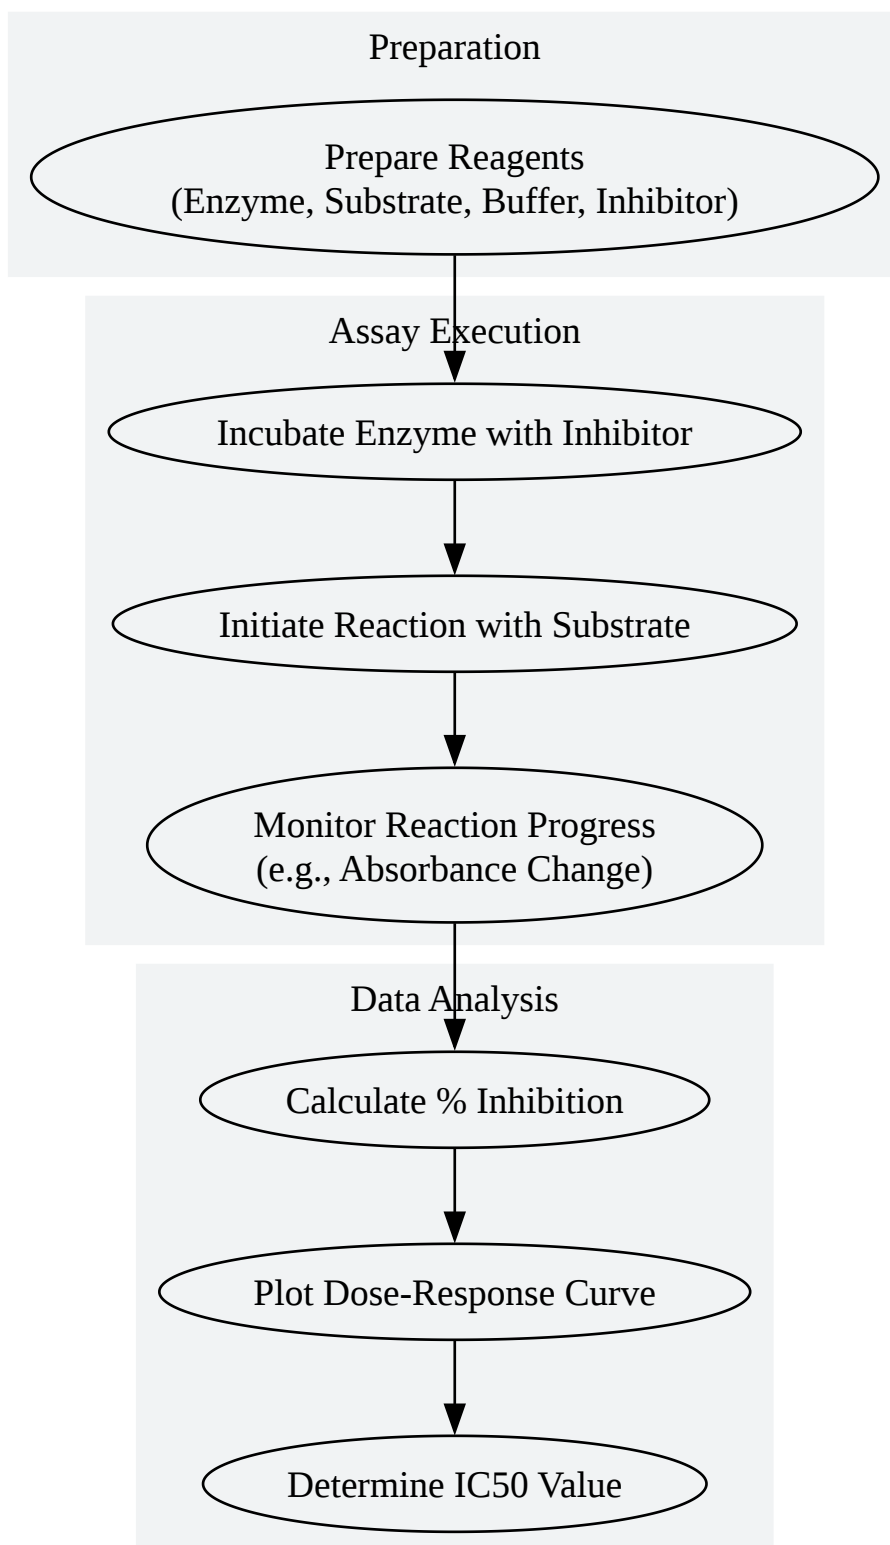 Preparation
Prepare Reagents
(Enzyme, Substrate, Buffer, Inhibitor)
Assay Execution
Incubate Enzyme with Inhibitor
Initiate Reaction with Substrate
Monitor Reaction Progress
(e.g., Absorbance Change)
Data Analysis
Calculate % Inhibition
Plot Dose-Response Curve
Determine IC50 Value